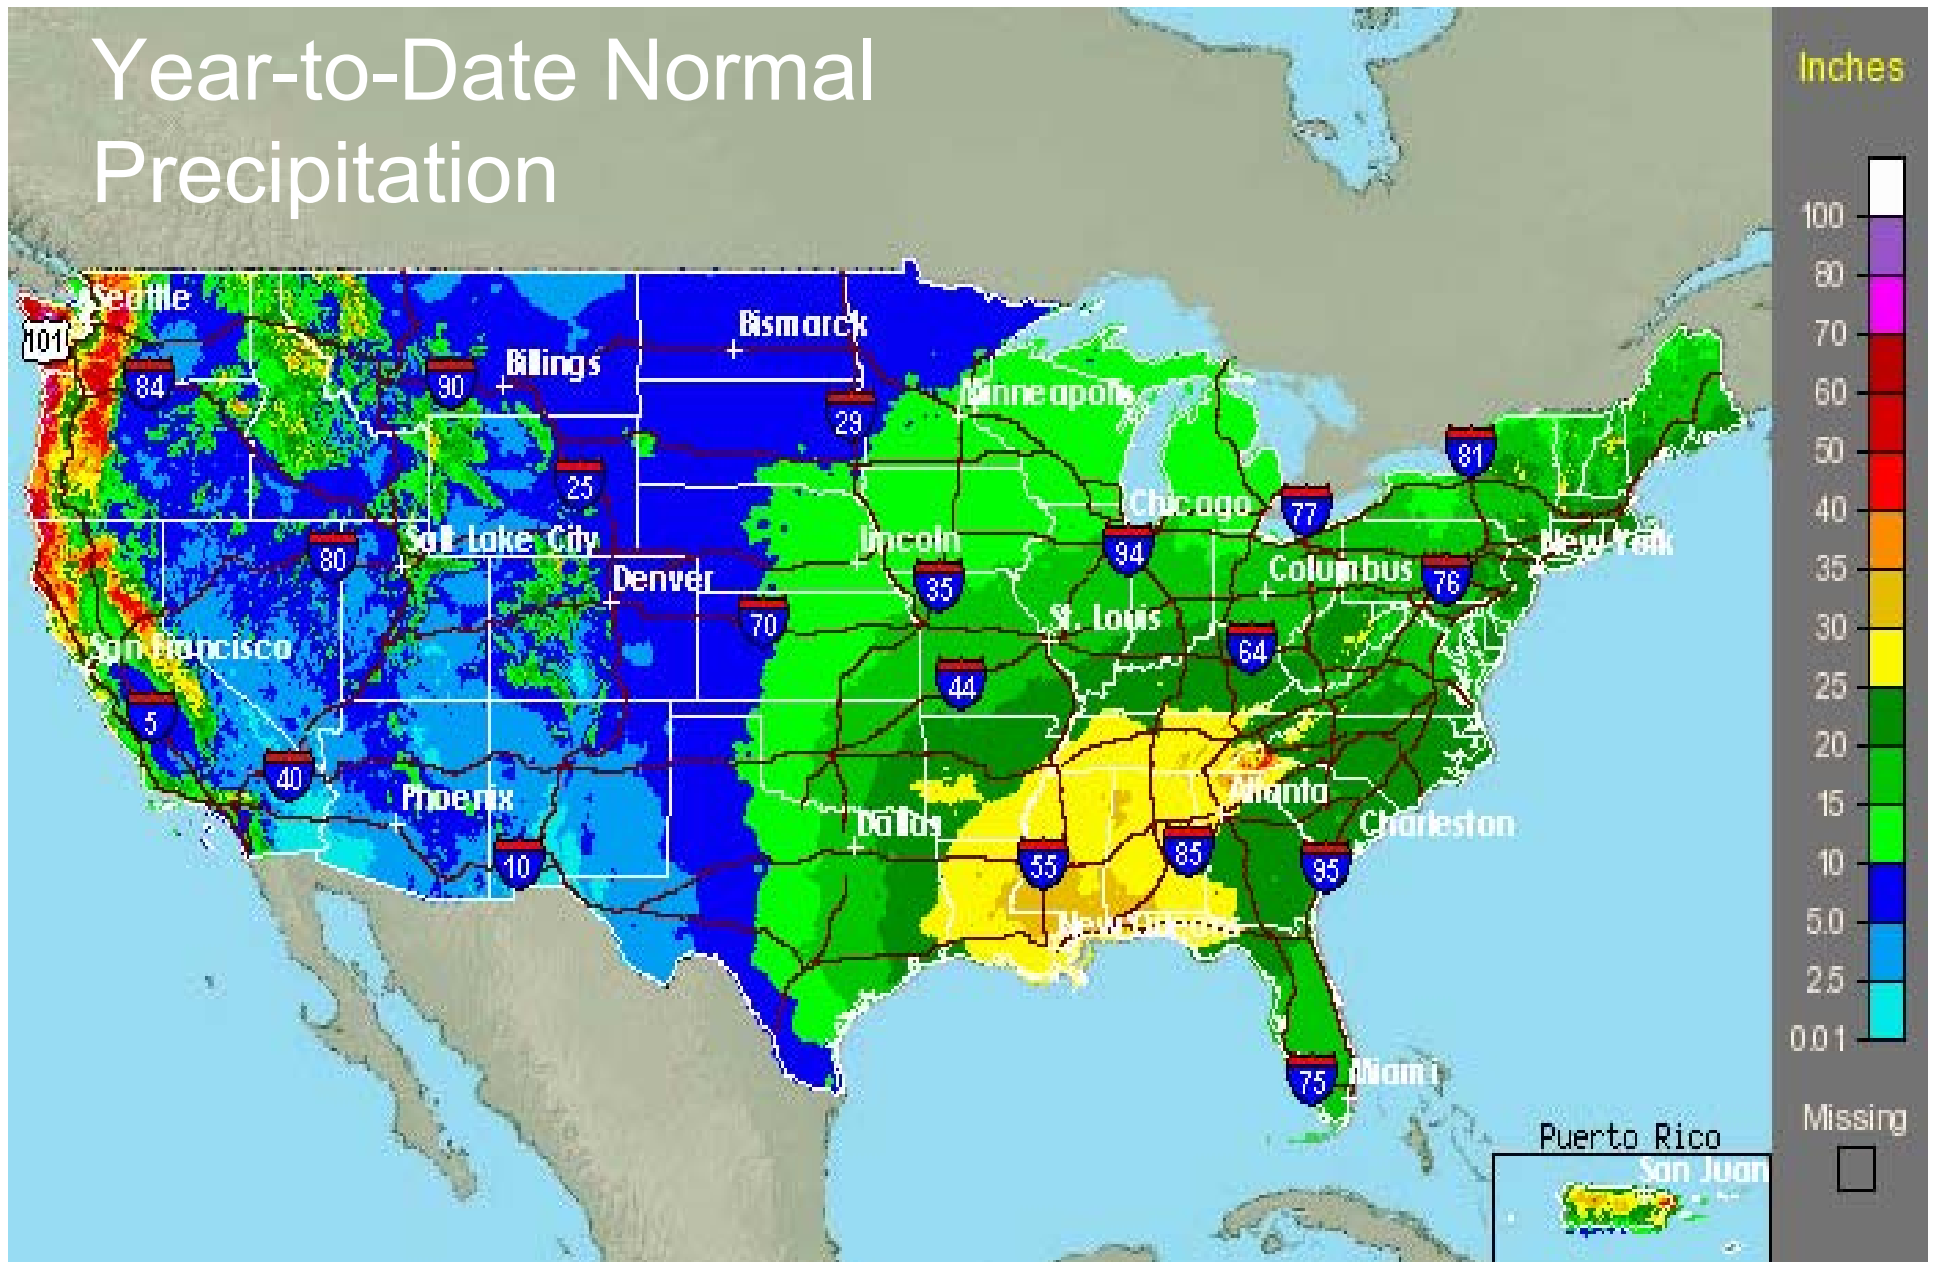 Year-to-Date Normal
Precipitation
Inches
100
80
70
60
50
40
35
30
25
20
15
10
5.0
2.5
0.01
Missing
Seattle
101
84
90
Billings
Bismarck
29
Minneapolis
25
81
Chicago
77
Salt Lake City
80
Denver
Lincoln
35
94
Columbus
76
New York
70
St. Louis
64
San Francisco
5
44
40
Phoenix
10
Dallas
55
85
Atlanta
95
Charleston
New Orleans
75
Miami
Puerto Rico
San Juan